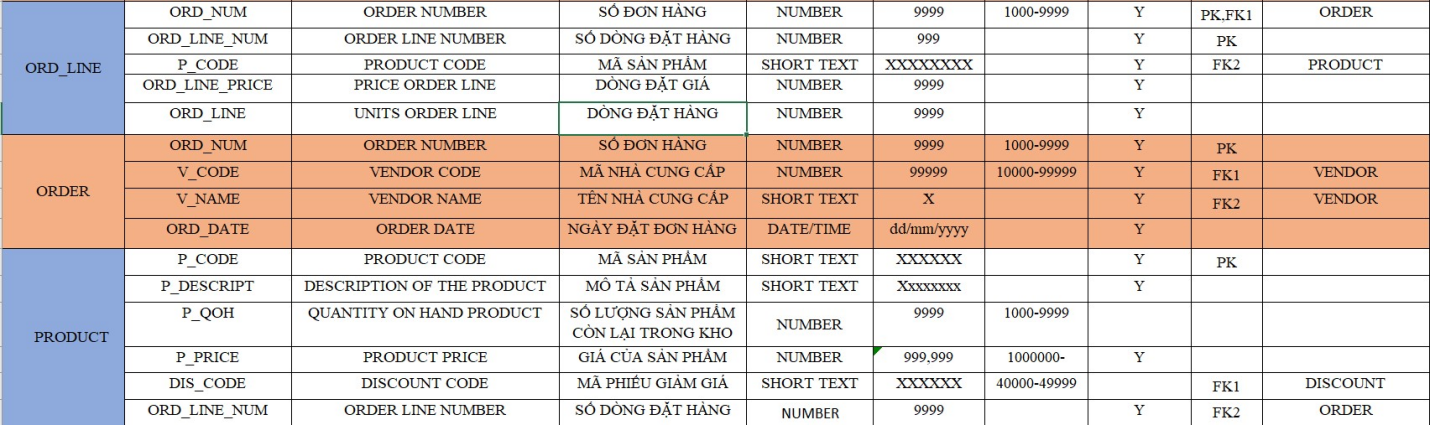 ORD_LINE
ORD_NUM ORDER NUMBER SỐ ĐƠN HÀNG NUMBER 9999 1000-9999 Y PK,FK1 ORDER
ORD_LINE_NUM ORDER LINE NUMBER SỐ DÒNG ĐẶT HÀNG NUMBER 999 Y PK
P_CODE PRODUCT CODE MÃ SẢN PHẨM SHORT TEXT XXXXXXXX Y FK2 PRODUCT
ORD_LINE_PRICE PRICE ORDER LINE DÒNG ĐẶT GIÁ NUMBER 9999 Y
ORD_LINE UNITS ORDER LINE DÒNG ĐẶT HÀNG NUMBER 9999 Y
ORDER
ORD_NUM ORDER NUMBER SỐ ĐƠN HÀNG NUMBER 9999 1000-9999 Y PK
V_CODE VENDOR CODE MÃ NHÀ CUNG CẤP NUMBER 99999 10000-99999 Y FK1 VENDOR
V_NAME VENDOR NAME TÊN NHÀ CUNG CẤP SHORT TEXT X Y FK2 VENDOR
ORD_DATE ORDER DATE NGÀY ĐẶT ĐƠN HÀNG DATE/TIME dd/mm/yyyy Y
PRODUCT
P_CODE PRODUCT CODE MÃ SẢN PHẨM SHORT TEXT XXXXXX Y PK
P_DESCRIPT DESCRIPTION OF THE PRODUCT MÔ TẢ SẢN PHẨM SHORT TEXT Xxxxxxxx Y
P_QOH QUANTITY ON HAND PRODUCT SỐ LƯỢNG SẢN PHẨM
CÒN LẠI TRONG KHO NUMBER 9999 1000-9999
P_PRICE PRODUCT PRICE GIÁ CỦA SẢN PHẨM NUMBER 999,999 1000000- Y
DIS_CODE DISCOUNT CODE MÃ PHIẾU GIẢM GIÁ SHORT TEXT XXXXXX 40000-49999 FK1 DISCOUNT
ORD_LINE_NUM ORDER LINE NUMBER SỐ DÒNG ĐẶT HÀNG NUMBER 9999 Y FK2 ORDER